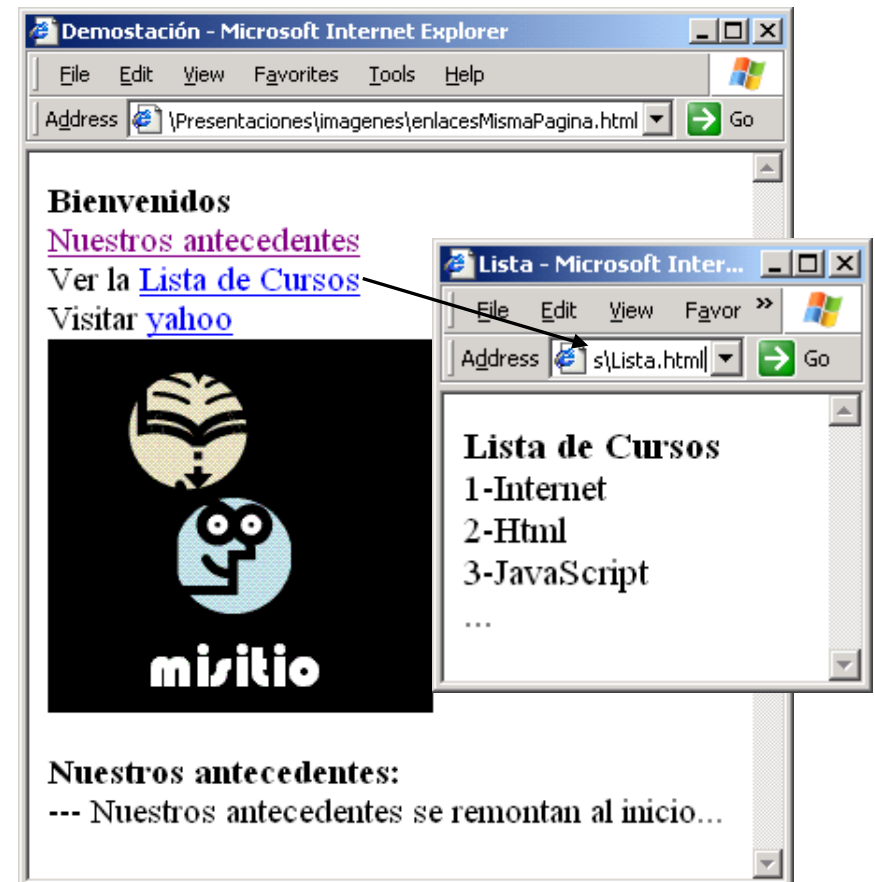 Demostación - Microsoft Internet Explorer
File Edit View Favorites Tools Help
Address \Presentaciones\imagenes\enlacesMismaPagina.html Go
Bienvenidos
Nuestros antecedentes
Ver la Lista de Cursos
Visitar yahoo
misitio
Nuestros antecedentes:
--- Nuestros antecedentes se remontan al inicio...
Lista - Microsoft Inter...
File Edit View Favor »
Address s\Lista.html Go
Lista de Cursos
1-Internet
2-Html
3-JavaScript
...